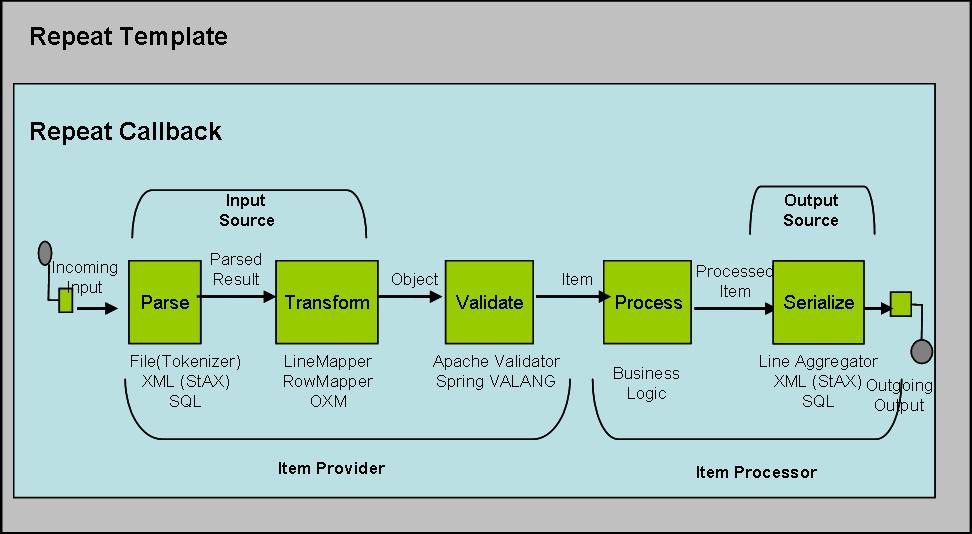 Repeat Template
Repeat Callback
Input
Source
Output
Source
Incoming
Input
Parse
Parsed
Result
Transform
Object
Validate
Item
Process
Processed
Item
Serialize
File(Tokenizer)
XML (StAX)
SQL
LineMapper
RowMapper
OXM
Apache Validator
Spring VALANG
Business
Logic
Line Aggregator
XML (StAX)
SQL
Outgoing
Output
Item Provider
Item Processor